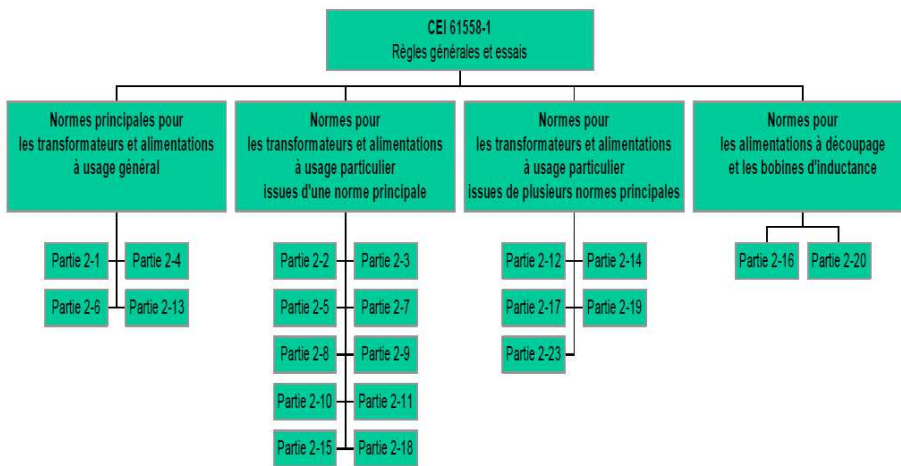 CEI 61558-1
Règles générales et essais
Normes principales pour
les transformateurs et alimentations
à usage général
Normes pour
les transformateurs et alimentations
à usage particulier
issues d'une norme principale
Normes pour
les transformateurs et alimentations
à usage particulier
issues de plusieurs normes principales
Normes pour
les alimentations à découpage
et les bobines d'inductance
Partie 2-1
Partie 2-4
Partie 2-6
Partie 2-13
Partie 2-2
Partie 2-3
Partie 2-5
Partie 2-7
Partie 2-8
Partie 2-9
Partie 2-10
Partie 2-11
Partie 2-15
Partie 2-18
Partie 2-12
Partie 2-14
Partie 2-17
Partie 2-19
Partie 2-23
Partie 2-16
Partie 2-20